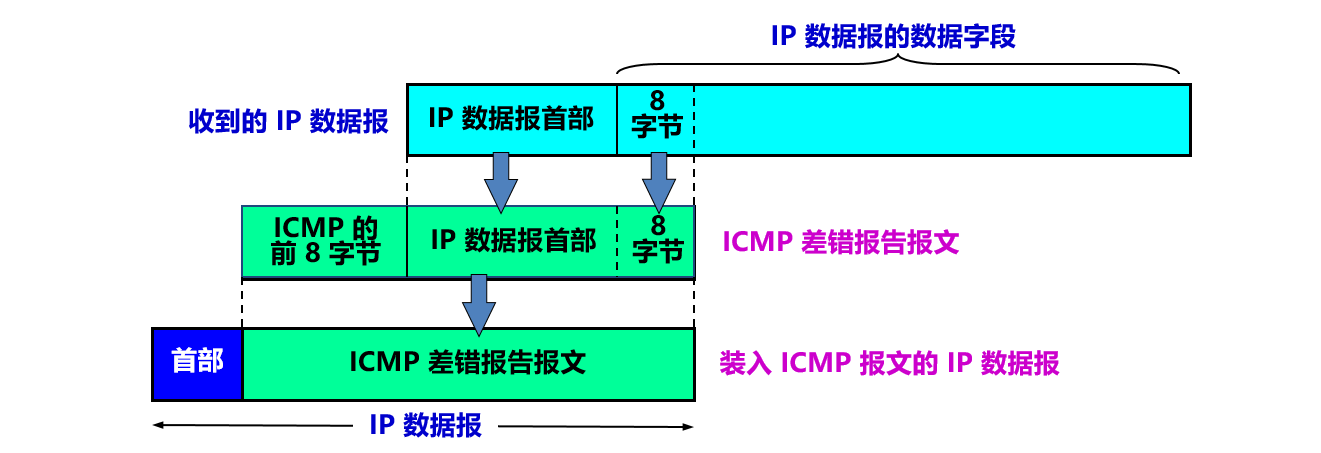 IP 数据报的数据字段
收到的 IP 数据报
IP 数据报首部
8
字节
ICMP 的
前 8 字节
IP 数据报首部
8
字节
ICMP 差错报告报文
首部
ICMP 差错报告报文
装入 ICMP 报文的 IP 数据报
IP 数据报